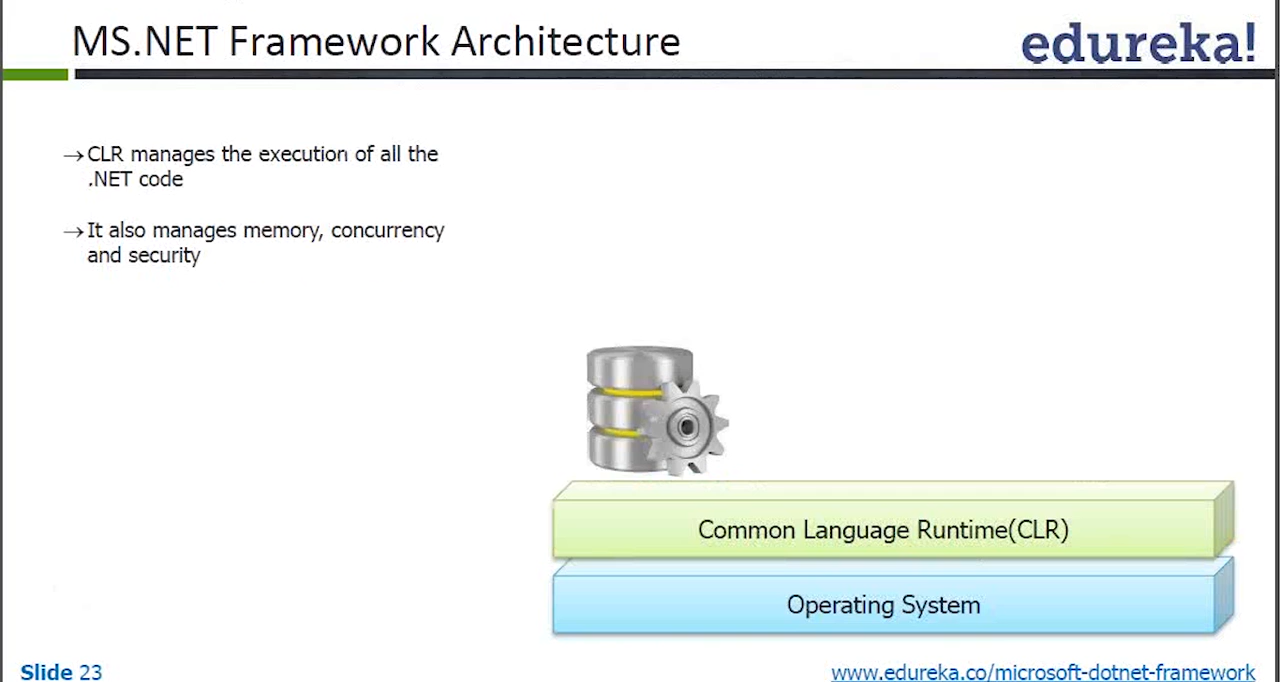 MS.NET Framework Architecture
edureka!
→CLR manages the execution of all the
.NET code
→It also manages memory, concurrency
and security
Common Language Runtime(CLR)
Operating System
Slide 23
www.edureka.co/microsoft-dotnet-framework